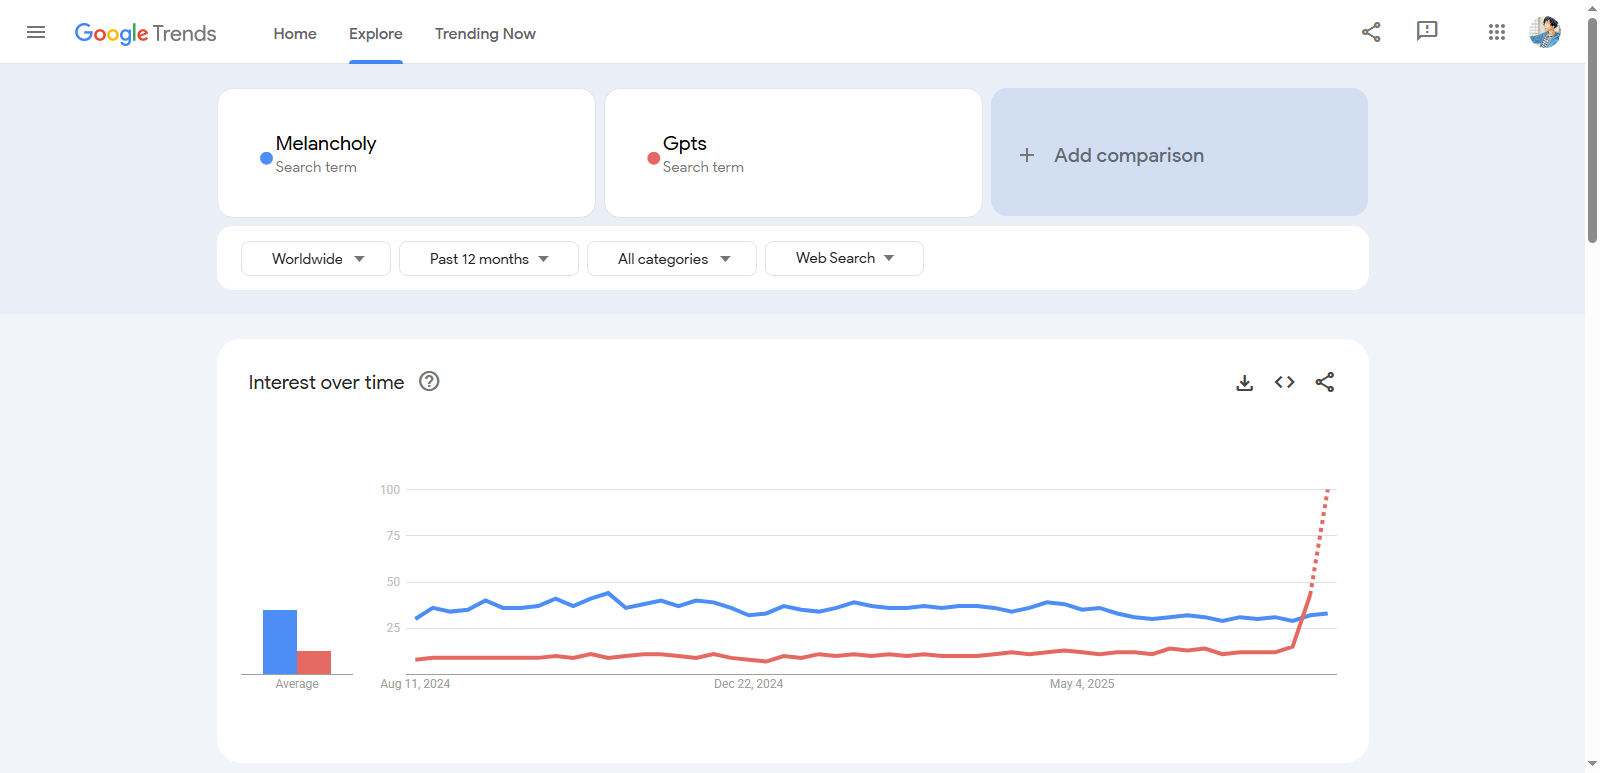 Google Trends
Home Explore Trending Now
Melancholy
Search term
Gpts
Search term
+ Add comparison
Worldwide
Past 12 months
All categories
Web Search
Interest over time
100
75
50
25
Average
Aug 11, 2024
Dec 22, 2024
May 4, 2025